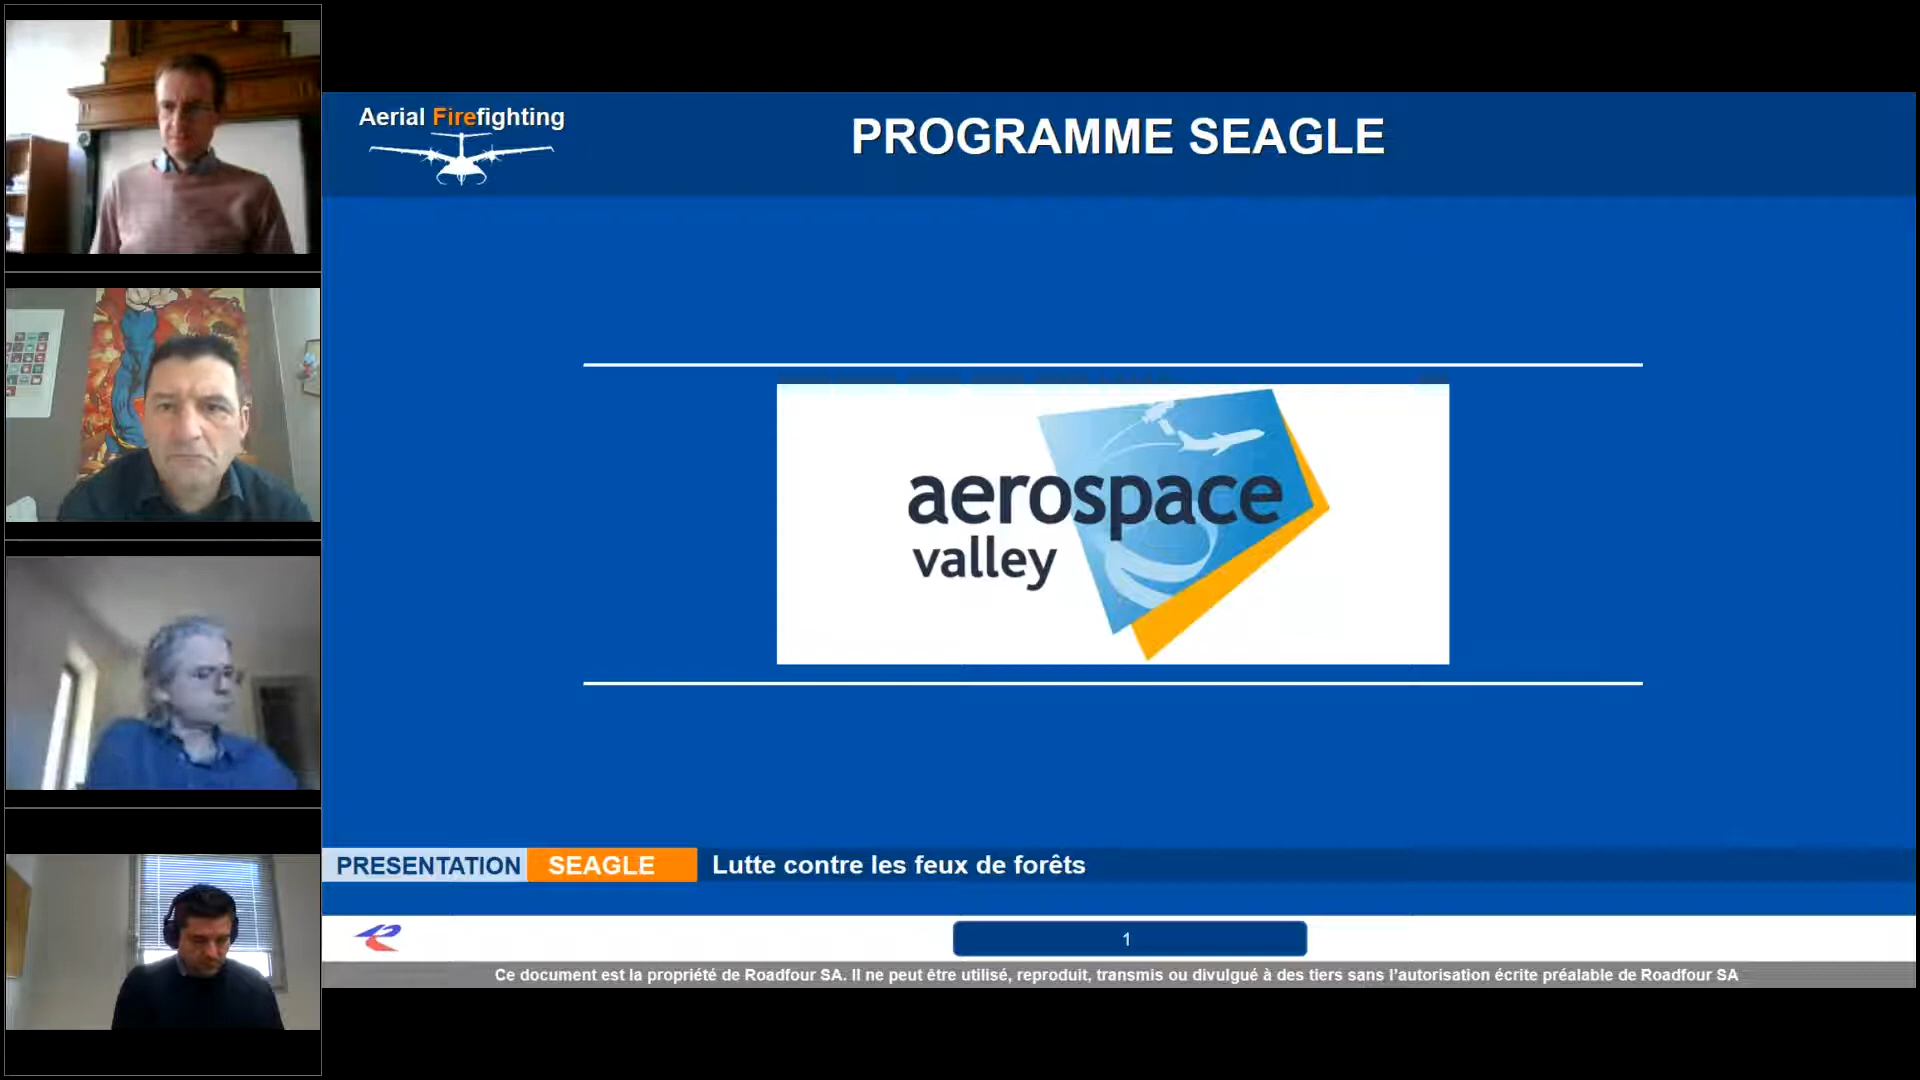 Aerial Firefighting
PROGRAMME SEAGLE
aerospace
valley
PRESENTATION SEAGLE Lutte contre les feux de forêts
1
Ce document est la propriété de Roadfour SA. Il ne peut être utilisé, reproduit, transmis ou divulgué à des tiers sans l’autorisation écrite préalable de Roadfour SA